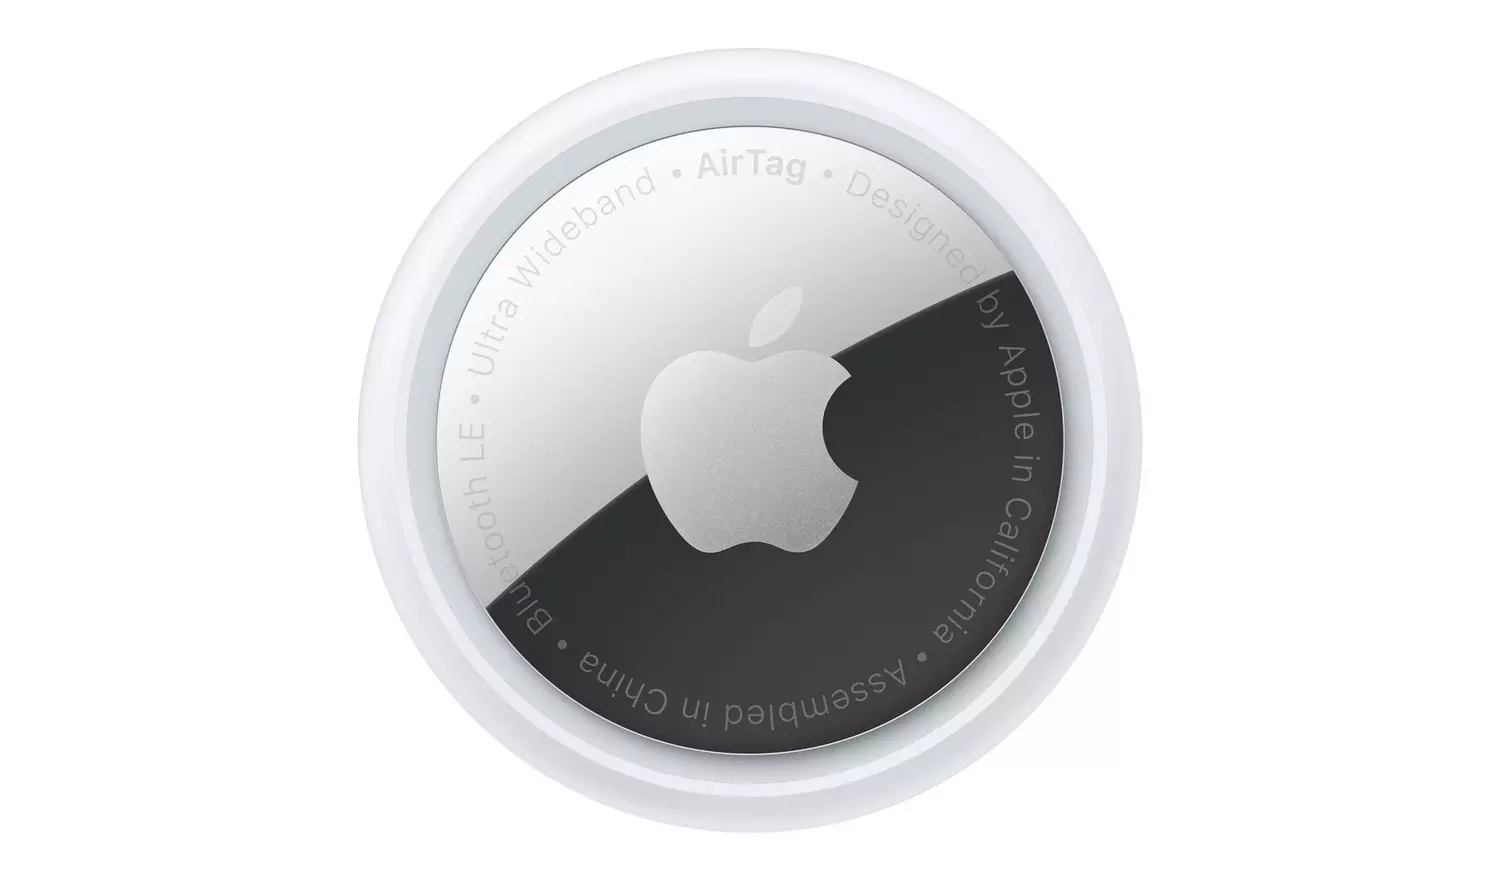 AirTag • Designed by Apple in California • Assembled in China • Bluetooth LE • Ultra Wideband •